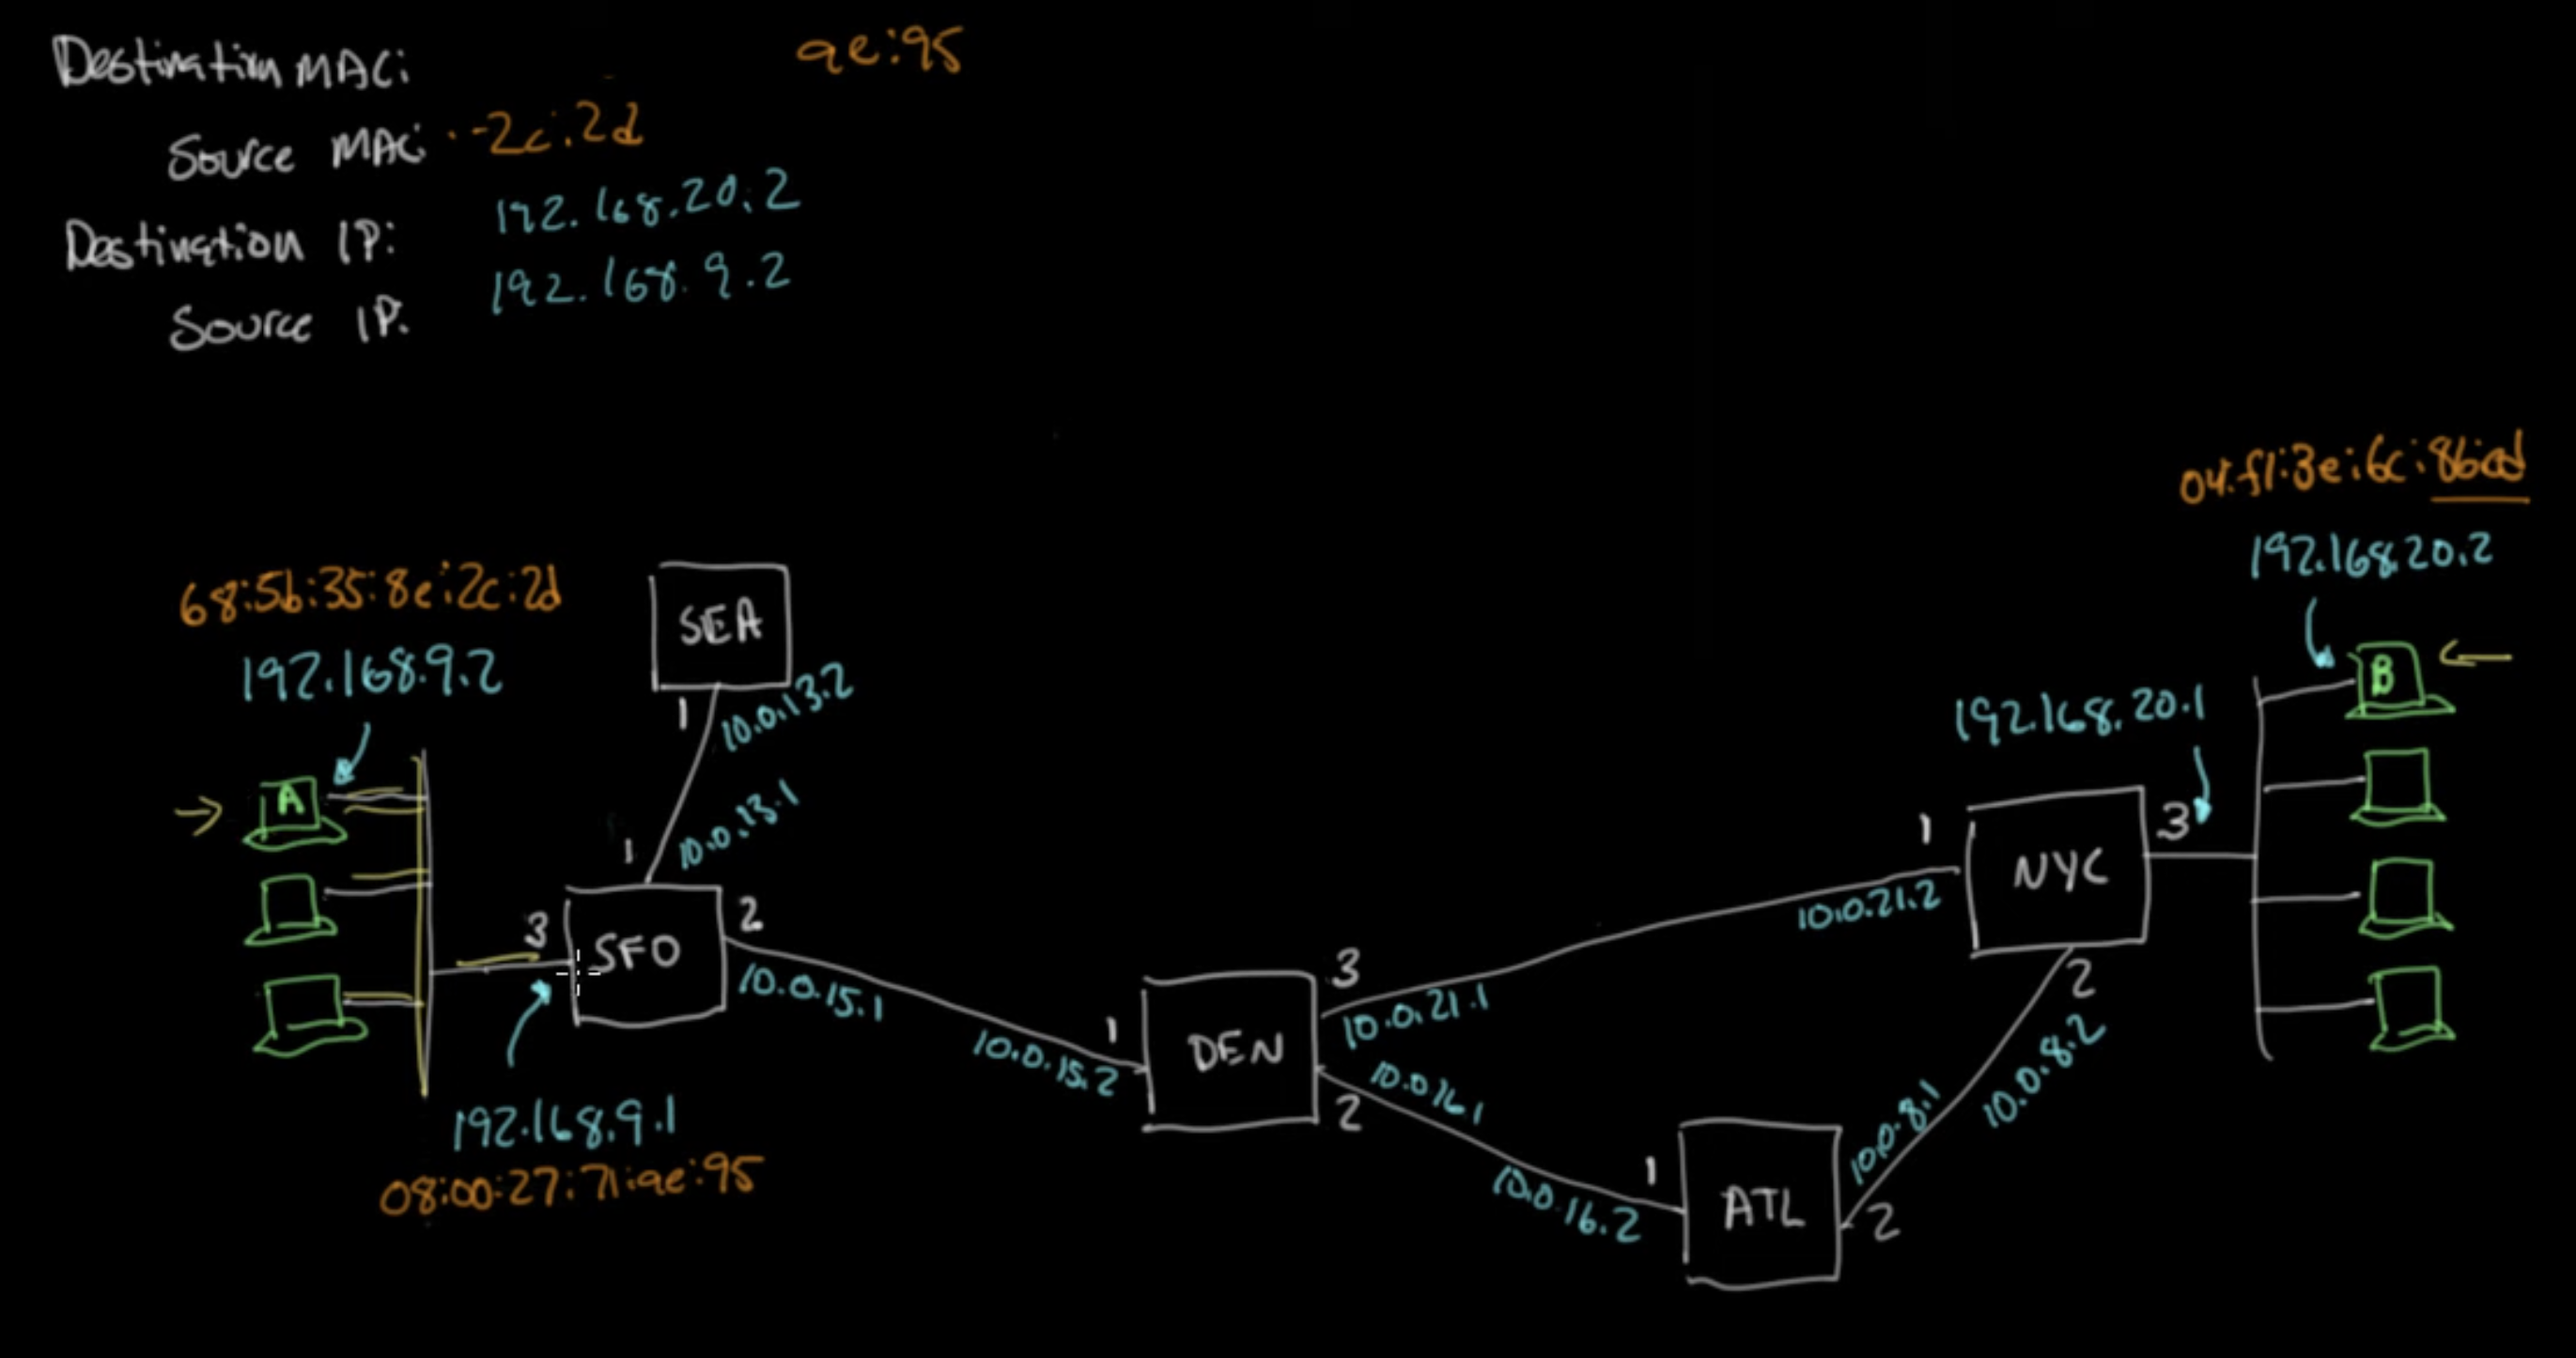 Destination MAC: ae:95
Source MAC: 2c:2d
Destination IP: 192.168.20.2
Source IP: 192.168.9.2
04:f1:3e:6c:86:ad
192.168.20.2
68:5b:35:8e:2c:2d
192.168.9.2
SEA
1
10.0.13.2
B
192.168.20.1
A
10.0.13.1
1
1
3
NYC
3
SFO
2
10.0.21.2
2
10.0.15.1
3
10.0.21.1
1
10.0.15.2
DEN
10.0.16.1
2
10.0.8.2
192.168.9.1
08:00:27:71:ae:95
10.0.8.1
1
10.0.16.2
ATL
2